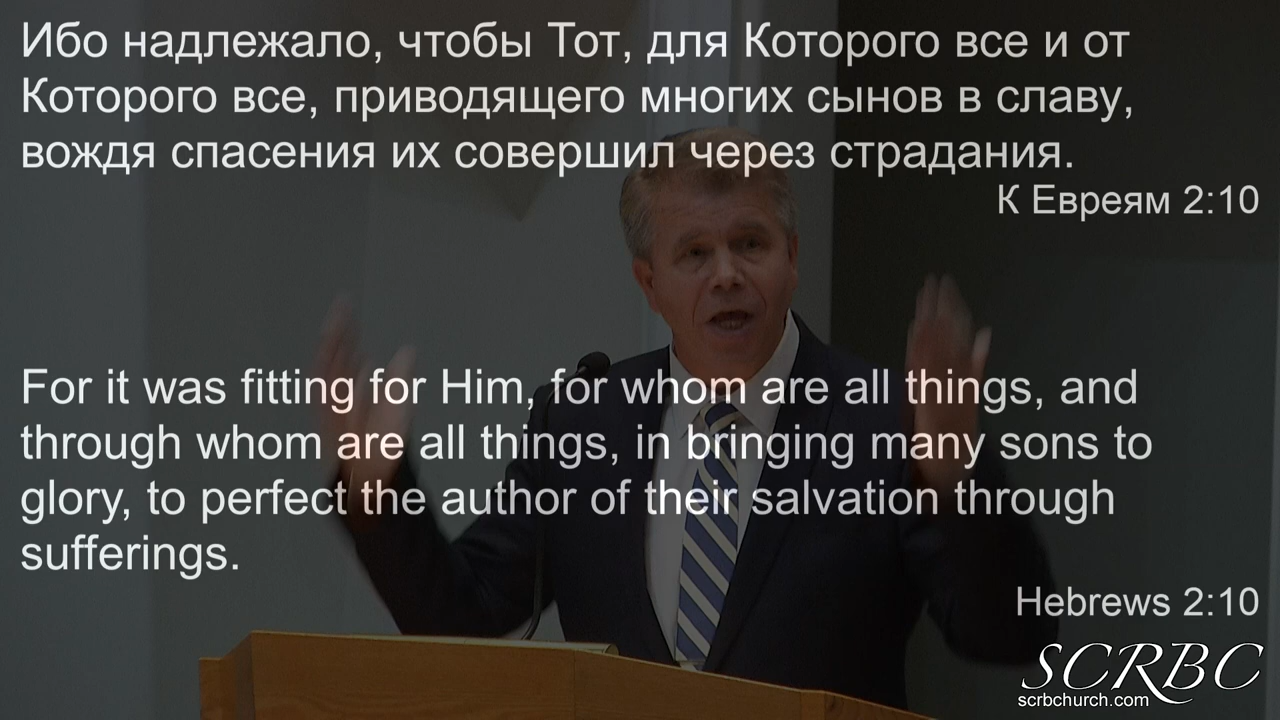 Ибо надлежало, чтобы Тот, для Которого все и от
Которого все, приводящего многих сынов в славу,
вождя спасения их совершил через страдания.
К Евреям 2:10
For it was fitting for Him, for whom are all things, and
through whom are all things, in bringing many sons to
glory, to perfect the author of their salvation through
sufferings.
Hebrews 2:10
SCRBC
scrbchurch.com